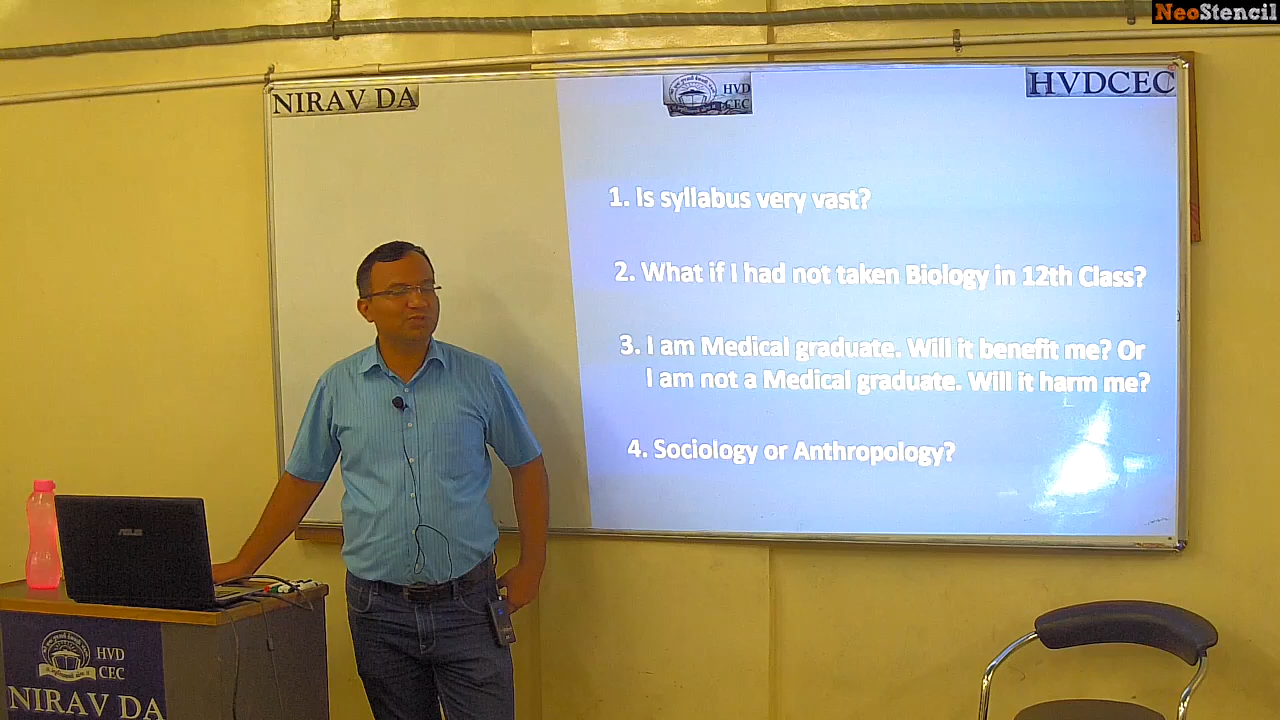 NeoStencil
NIRAV DA
HVD
CEC
HVDCEC
1. Is syllabus very vast?
2. What if I had not taken Biology in 12th Class?
3. I am Medical graduate. Will it benefit me? Or
I am not a Medical graduate. Will it harm me?
4. Sociology or Anthropology?
ASUS
HVD
CEC
NIRAV DA